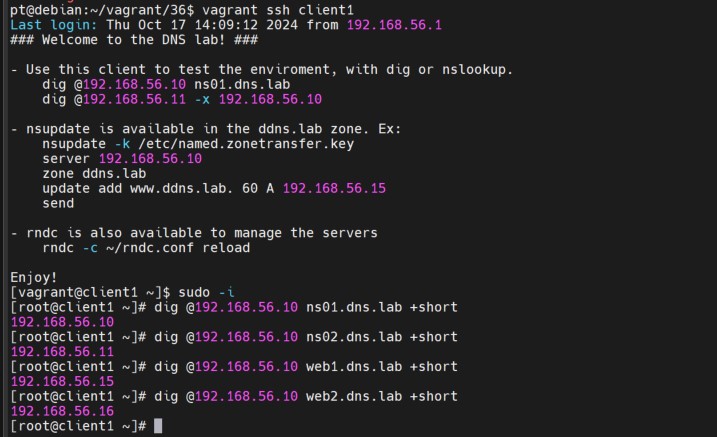 pt@debian:~/vagrant/36$ vagrant ssh client1
Last login: Thu Oct 17 14:09:12 2024 from 192.168.56.1
### Welcome to the DNS lab! ###
- Use this client to test the enviroment, with dig or nslookup.
dig @192.168.56.10 ns01.dns.lab
dig @192.168.56.11 -x 192.168.56.10
- nsupdate is available in the ddns.lab zone. Ex:
nsupdate -k /etc/named.zonetransfer.key
server 192.168.56.10
zone ddns.lab
update add www.ddns.lab. 60 A 192.168.56.15
send
- rndc is also available to manage the servers
rndc -c ~/rndc.conf reload
Enjoy!
[vagrant@client1 ~]$ sudo -i
[root@client1 ~]# dig @192.168.56.10 ns01.dns.lab +short
192.168.56.10
[root@client1 ~]# dig @192.168.56.10 ns02.dns.lab +short
192.168.56.11
[root@client1 ~]# dig @192.168.56.10 web1.dns.lab +short
192.168.56.15
[root@client1 ~]# dig @192.168.56.10 web2.dns.lab +short
192.168.56.16
[root@client1 ~]#